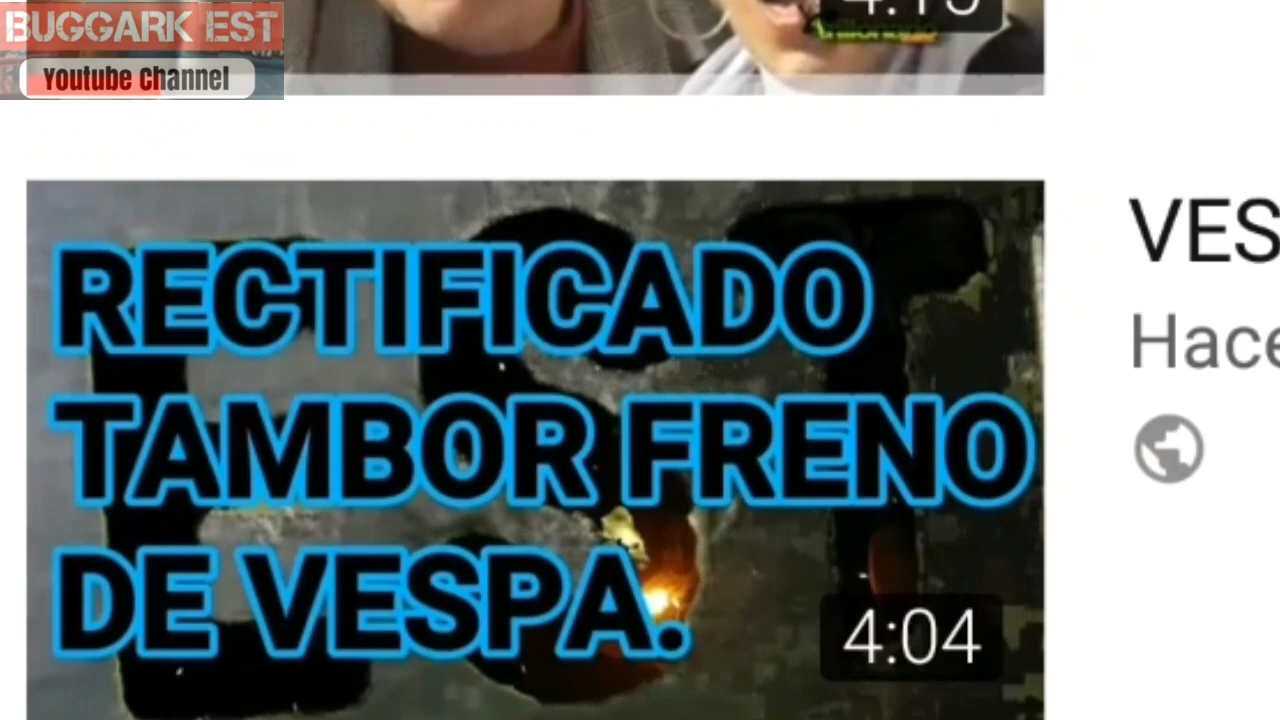 BUGGARK EST
Youtube Channel
RECTIFICADO
TAMBOR FRENO
DE VESPA.
4:04
VES
Hace